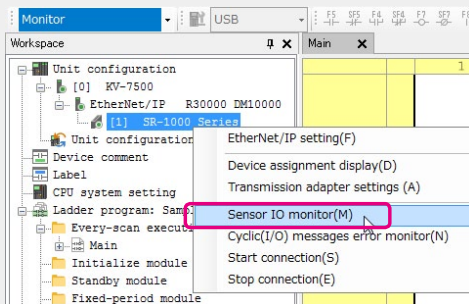 Monitor
USB
F5 SF5 F4 SF4 F7 SF7
Workspace
Main
1
Unit configuration
[0] KV-7500
EtherNet/IP R30000 DM10000
[1] SR-1000 Series
Unit configuration
Device comment
Label
CPU system setting
Ladder program: Samp
Every-scan executi
Main
Initialize module
Standby module
Fixed-period module
EtherNet/IP setting(F)
Device assignment display(D)
Transmission adapter settings (A)
Sensor IO monitor(M)
Cyclic(I/O) messages error monitor(N)
Start connection(S)
Stop connection(E)